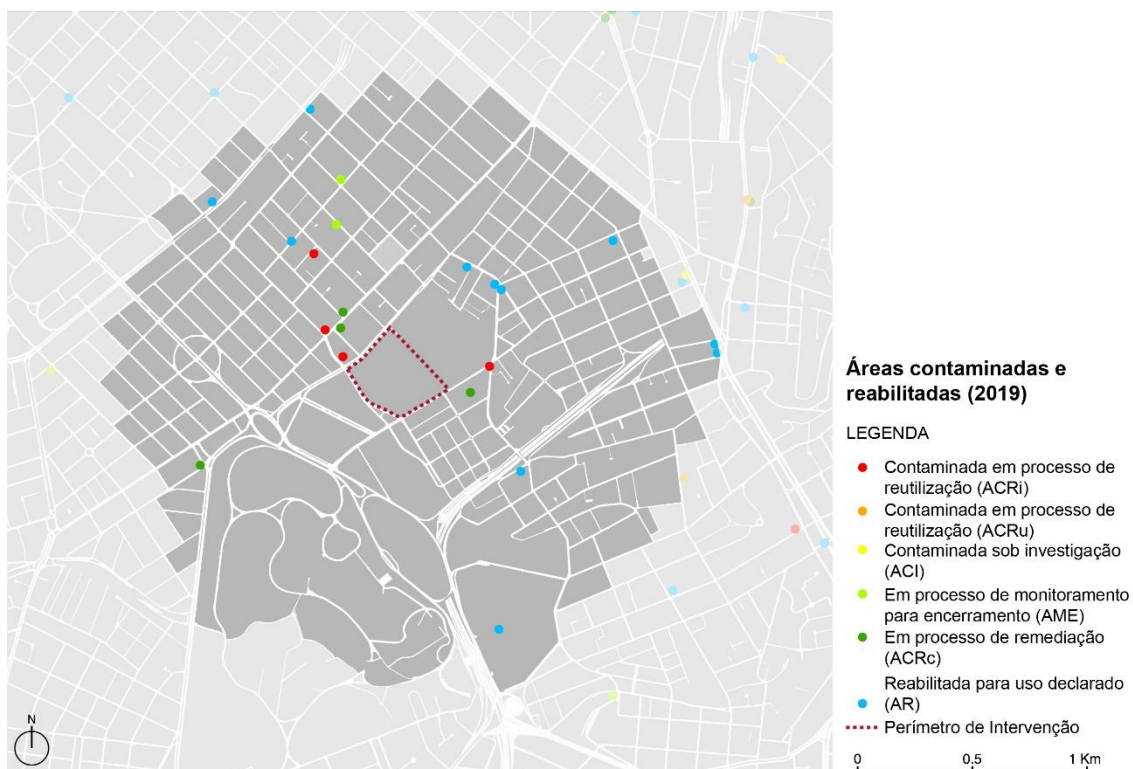 Áreas contaminadas e
reabilitadas (2019)
LEGENDA
Contaminada em processo de
reutilização (ACRi)
Contaminada em processo de
reutilização (ACRu)
Contaminada sob investigação
(ACI)
Em processo de monitoramento
para encerramento (AME)
Em processo de remediação
(ACRc)
Reabilitada para uso declarado
(AR)
Perímetro de Intervenção
N
0 0,5 1 Km